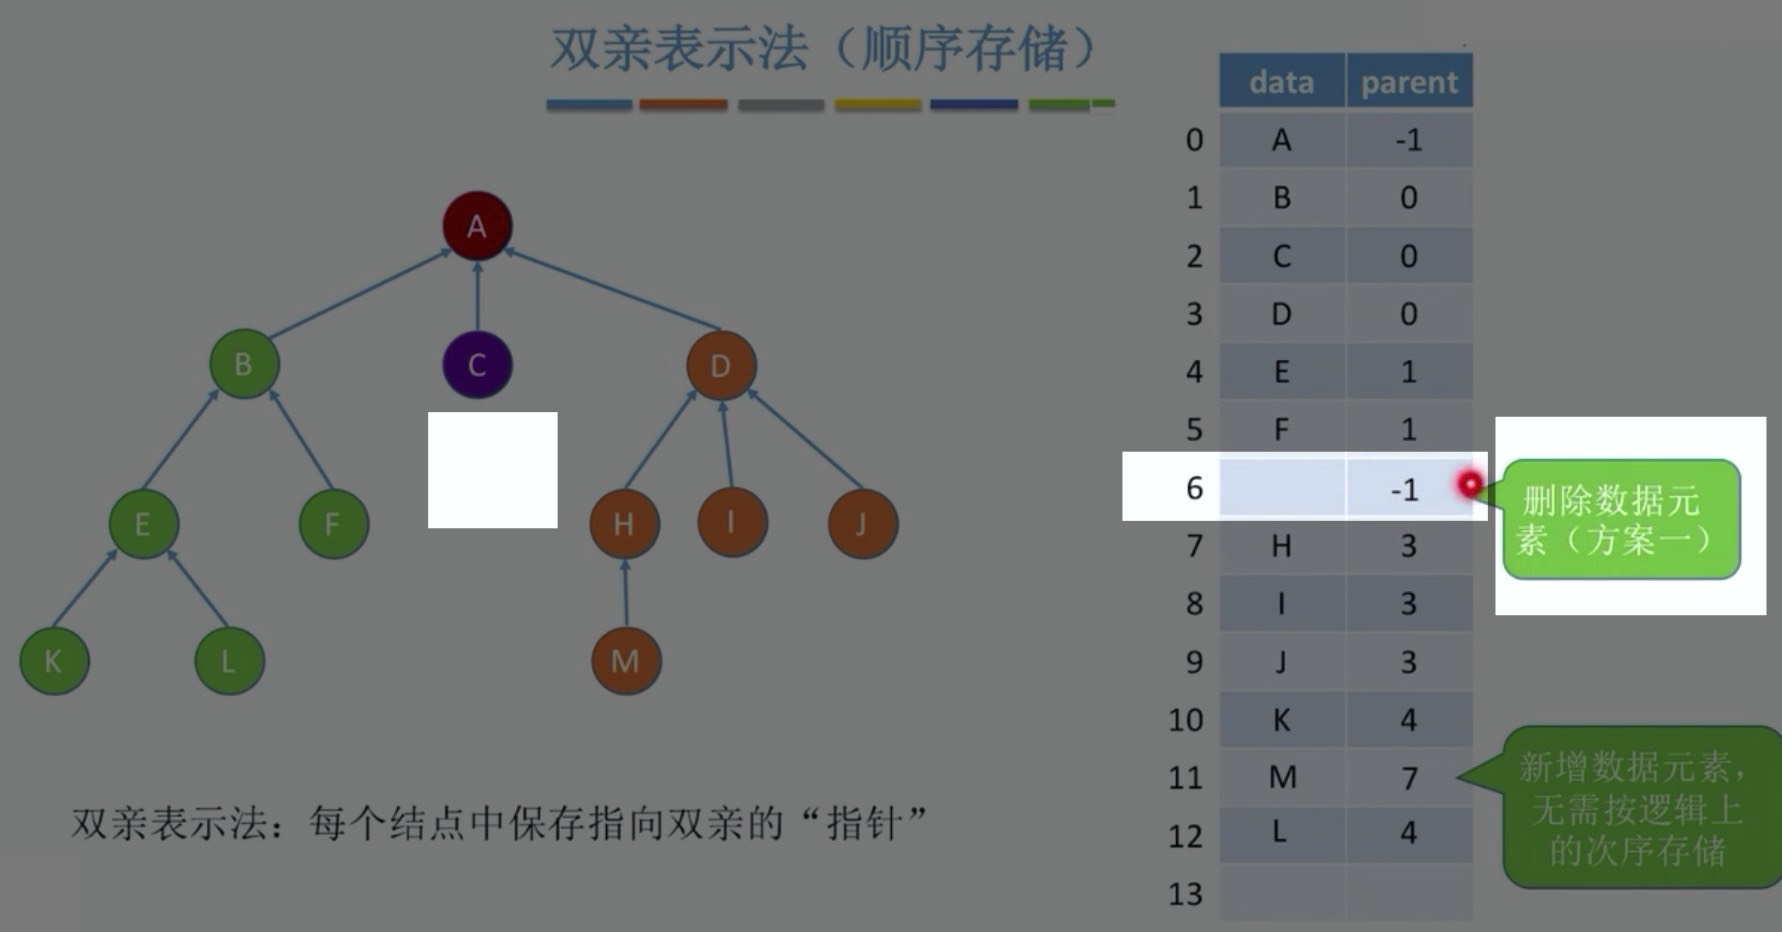 双亲表示法（顺序存储）
A
B
C
D
E
F
H
I
J
K
L
M
双亲表示法：每个结点中保存指向双亲的“指针”
data parent
0 A -1
1 B 0
2 C 0
3 D 0
4 E 1
5 F 1
6 -1
7 H 3
8 I 3
9 J 3
10 K 4
11 M 7
12 L 4
13
删除数据元
素（方案一）
新增数据元素，
无需按逻辑上
的次序存储